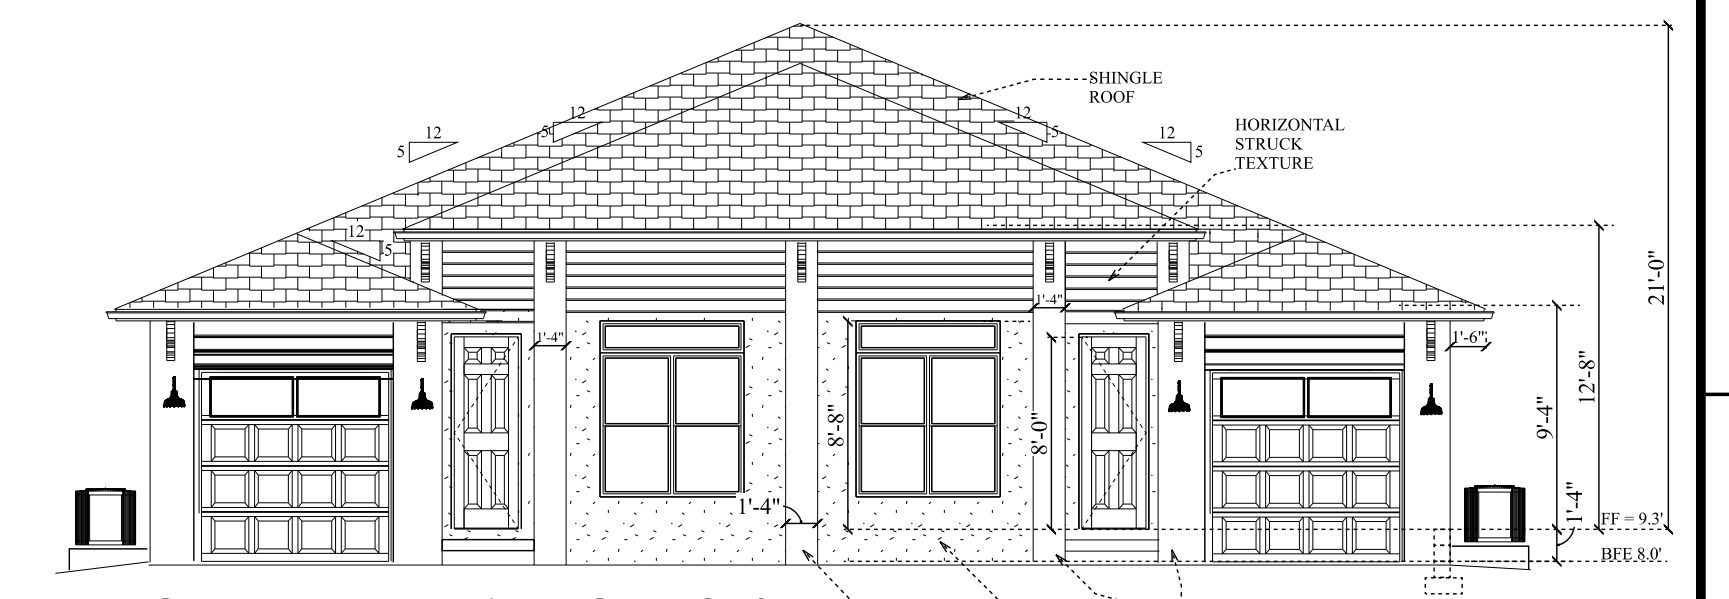 SHINGLE
ROOF
HORIZONTAL
STRUCK
TEXTURE
12
5
12
5
12
5
12
5
12
5
21'-0"
12'-8"
9'-4"
1'-4"
1'-4"
1'-6"
1'-4"
8'-8"
8'-0"
1'-4"
FF = 9.3'
BFE 8.0'